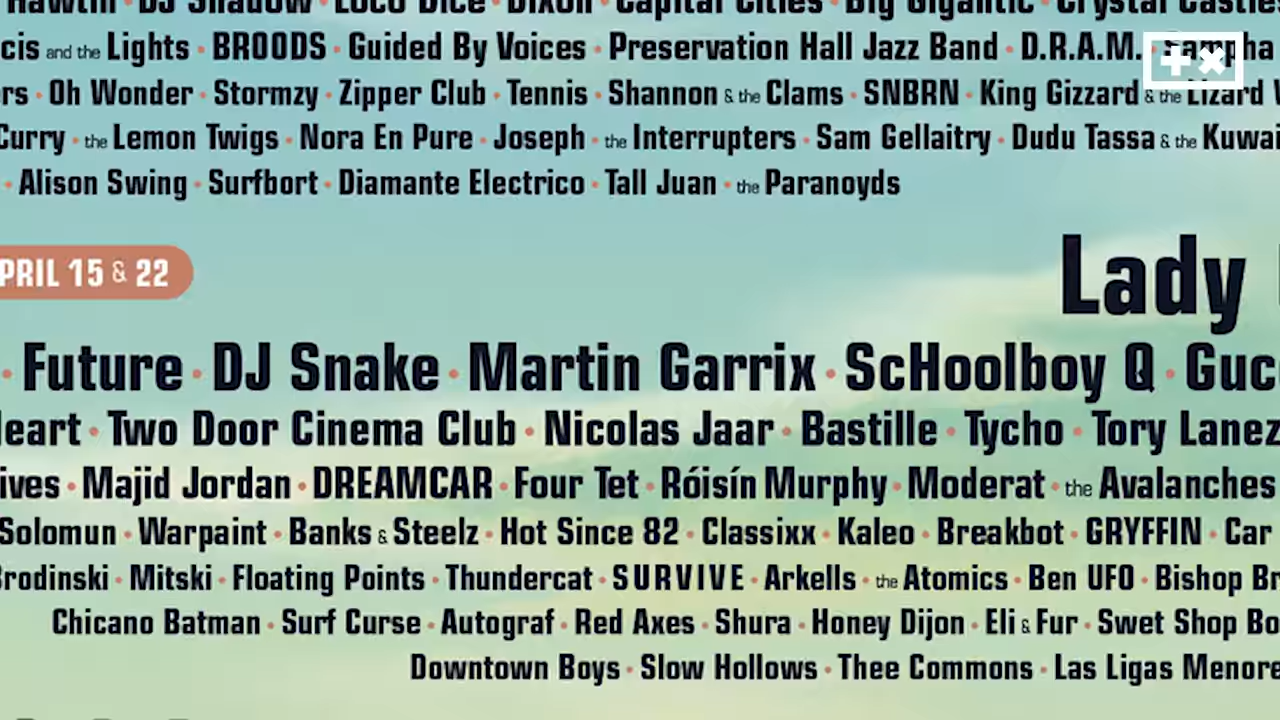 Hawtin · DJ Shadow · Loco Dice · Dixon · Capital Cities · Big Gigantic · Crystal Castles
and the Lights · BROODS · Guided By Voices · Preservation Hall Jazz Band · D.R.A.M. · Sampha
· Oh Wonder · Stormzy · Zipper Club · Tennis · Shannon & the Clams · SNBRN · King Gizzard & the Lizard
Curry · the Lemon Twigs · Nora En Pure · Joseph · the Interrupters · Sam Gellaitry · Dudu Tassa & the
· Alison Swing · Surfbort · Diamante Electrico · Tall Juan · the Paranoyds
PRIL 15 & 22
Lady
· Future · DJ Snake · Martin Garrix · ScHoolboy Q · Gucc
eart · Two Door Cinema Club · Nicolas Jaar · Bastille · Tycho · Tory Lanez
ives · Majid Jordan · DREAMCAR · Four Tet · Róisín Murphy · Moderat · the Avalanches
Solomun · Warpaint · Banks & Steelz · Hot Since 82 · Classixx · Kaleo · Breakbot · GRYFFIN · Car
Brodinski · Mitski · Floating Points · Thundercat · SURVIVE · Arkells · the Atomics · Ben UFO · Bishop Br
Chicano Batman · Surf Curse · Autograf · Red Axes · Shura · Honey Dijon · Eli & Fur · Swet Shop Bo
Downtown Boys · Slow Hollows · Thee Commons · Las Ligas Menore